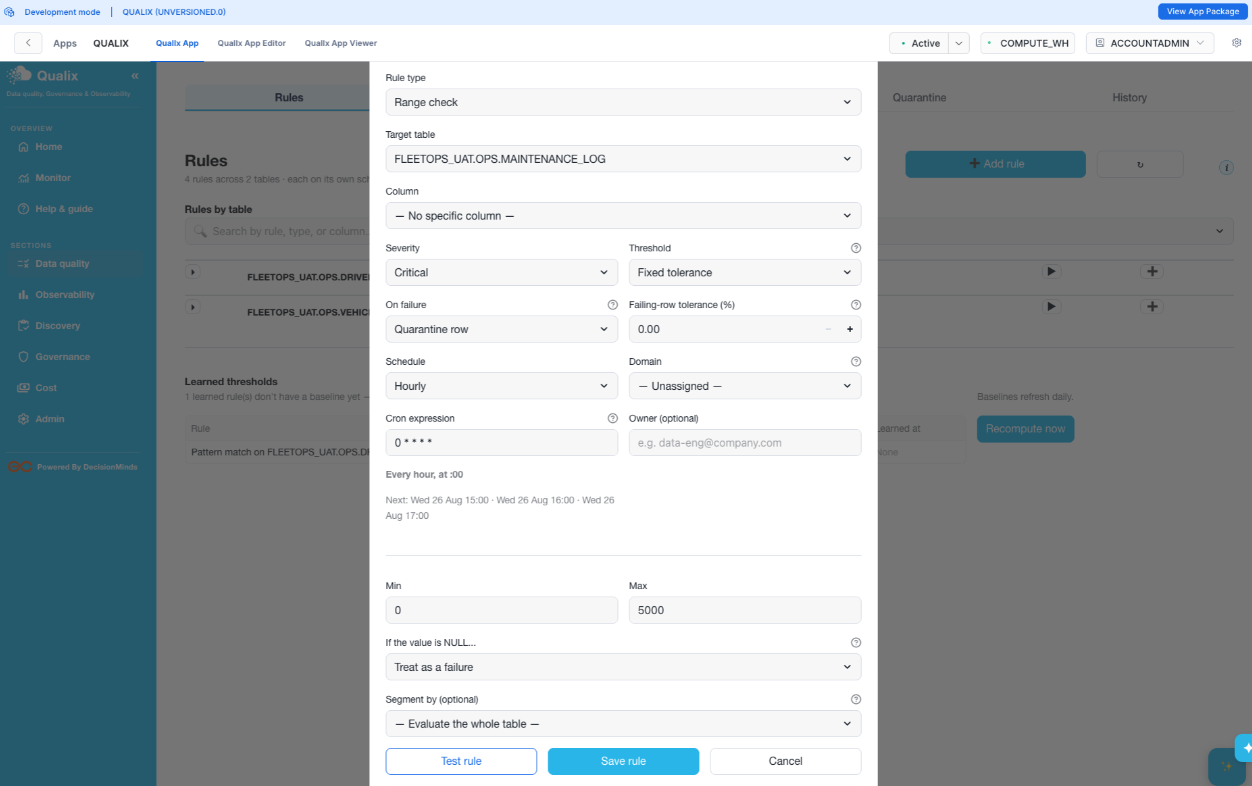 Development mode | QUALIX (UNVERSIONED.0)
View App Package
Apps QUALIX
QualIx App
QualIx App Editor
QualIx App Viewer
Active
COMPUTE_WH
ACCOUNTADMIN
Qualix
Data quality, Governance & Observability
OVERVIEW
Home
Monitor
Help & guide
SECTIONS
Data quality
Observability
Discovery
Governance
Cost
Admin
Powered By DecisionMinds
Rules
Quarantine
History
Rules
4 rules across 2 tables - each on its own sc
Add rule
Rules by table
Search by rule, type, or column.
FLEETOPS_UAT.OPS.DRIVE
FLEETOPS_UAT.OPS.VEHIC
Learned thresholds
1 learned rule(s) don't have a baseline yet —
Baselines refresh daily.
Rule
Learned at
Recompute now
Pattern match on FLEETOPS_UAT.OPS.D
None
Rule type
Range check
Target table
FLEETOPS_UAT.OPS.MAINTENANCE_LOG
Column
— No specific column —
Severity
Threshold
Critical
Fixed tolerance
On failure
Failing-row tolerance (%)
Quarantine row
0.00
Schedule
Domain
Hourly
— Unassigned —
Cron expression
Owner (optional)
0 * * * *
e.g. data-eng@company.com
Every hour, at :00
Next: Wed 26 Aug 15:00 · Wed 26 Aug 16:00 · Wed 26
Aug 17:00
Min
Max
0
5000
If the value is NULL...
Treat as a failure
Segment by (optional)
— Evaluate the whole table —
Test rule
Save rule
Cancel